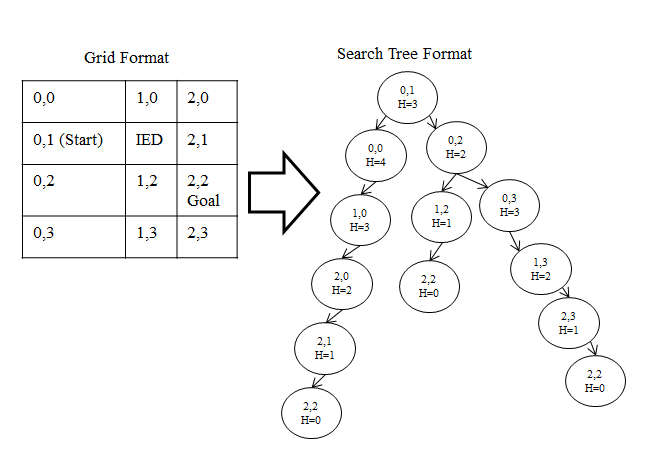 Grid Format
0,0 1,0 2,0
0,1 (Start) IED 2,1
0,2 1,2 2,2
Goal
0,3 1,3 2,3
Search Tree Format
0,1
H=3
0,0
H=4
0,2
H=2
1,0
H=3
1,2
H=1
0,3
H=3
2,0
H=2
2,2
H=0
1,3
H=2
2,1
H=1
2,3
H=1
2,2
H=0
2,2
H=0